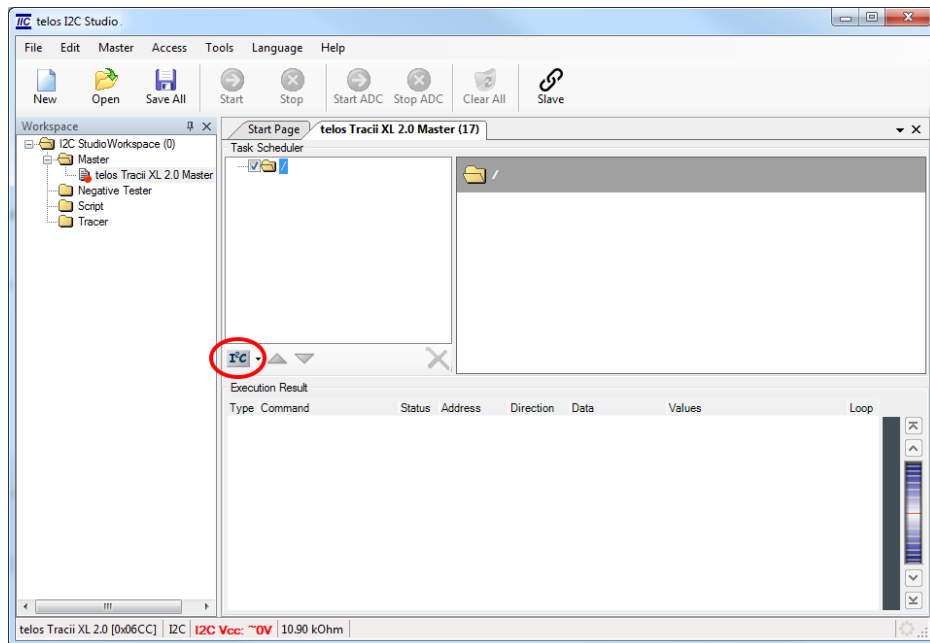 IIC telos I2C Studio.
File Edit Master Access Tools Language Help
New Open Save All Start Stop Start ADC Stop ADC Clear All Slave
Workspace
Start Page telos Tracii XL 2.0 Master (17)
I2C StudioWorkspace (0)
Master
telos Tracii XL 2.0 Master
Negative Tester
Script
Tracer
Task Scheduler
/
/
I²C
Execution Result
Type Command Status Address Direction Data Values Loop
telos Tracii XL 2.0 [0x06CC] I2C I2C Vcc: ~0V 10.90 kOhm